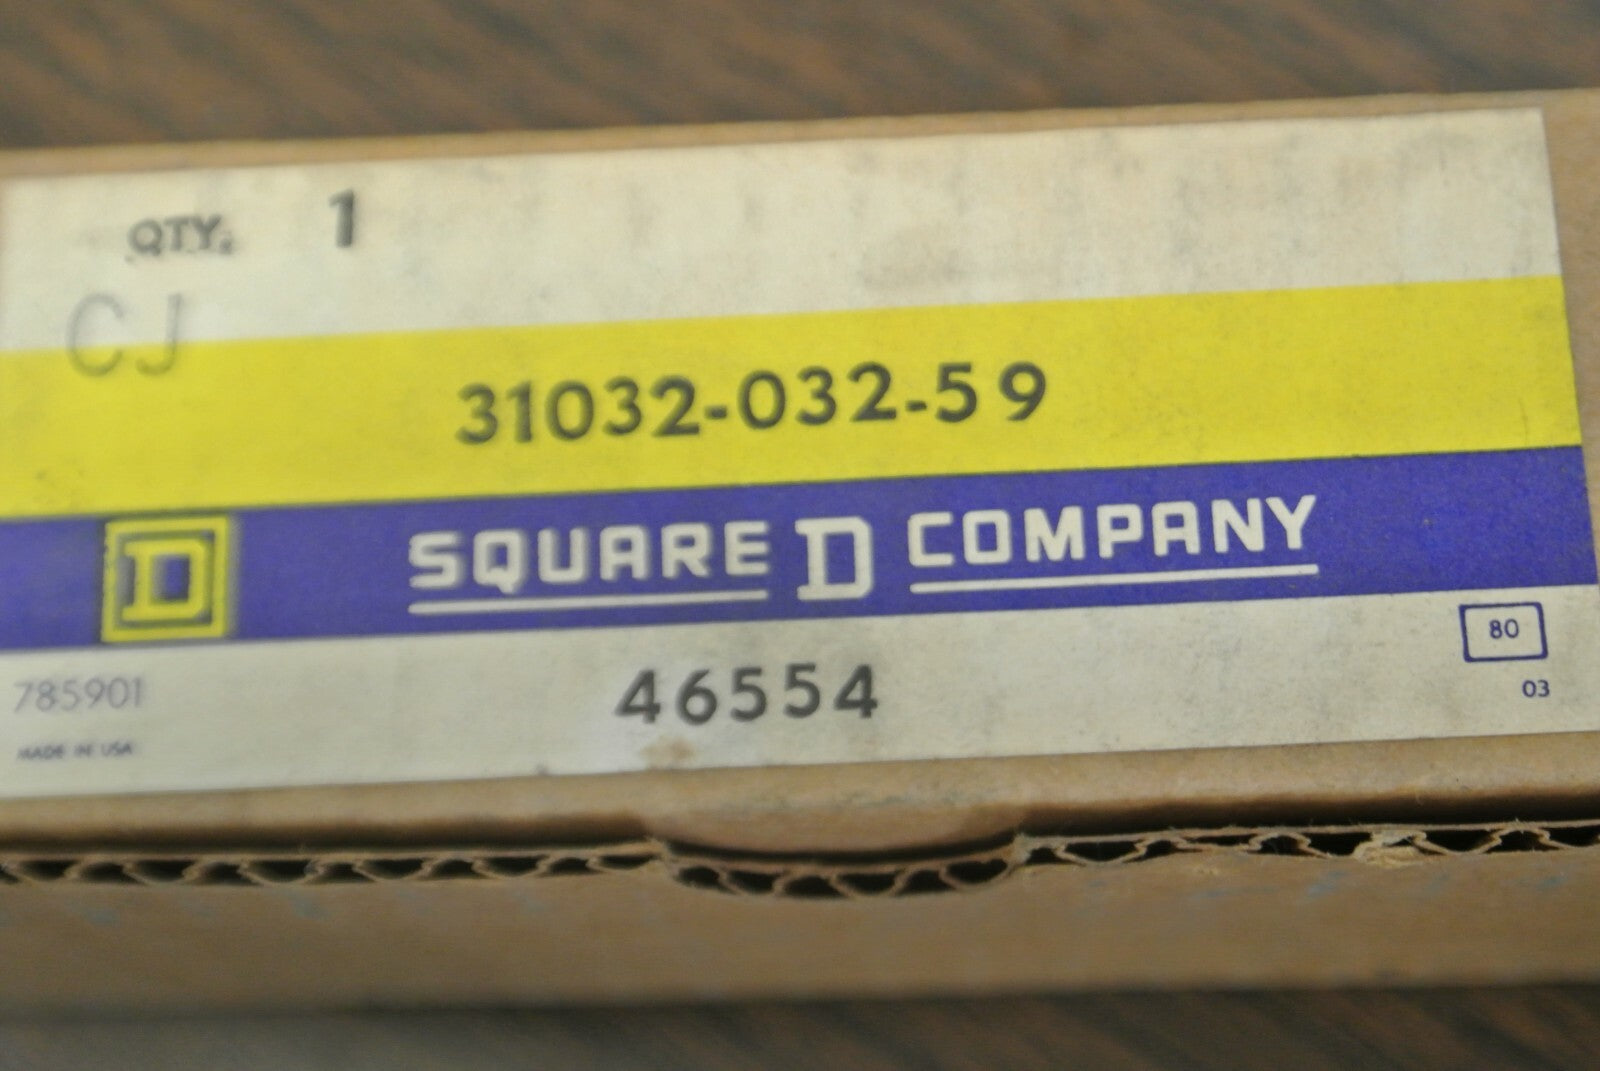 QTY. 1
CJ
31032-032-59
D SQUARE D COMPANY
80
785901 46554 03
MADE IN USA